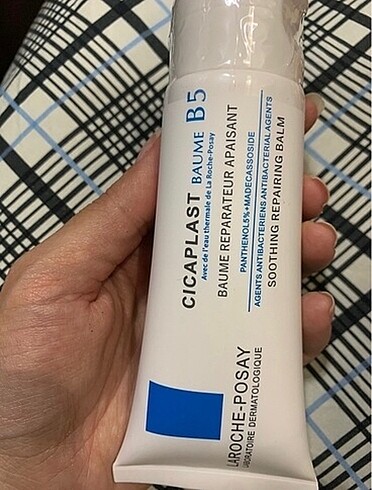 CICAPLAST BAUME B5
Avec de l'eau thermale de La Roche-Posay
BAUME REPARATEUR APAISANT
PANTHENOL5%+MADECASSOSIDE
AGENTS ANTIBACTERIENS ANTIBACTERIAL AGENTS
SOOTHING REPAIRING BALM
LAROCHE-POSAY
LABORATOIRE DERMATOLOGIQUE